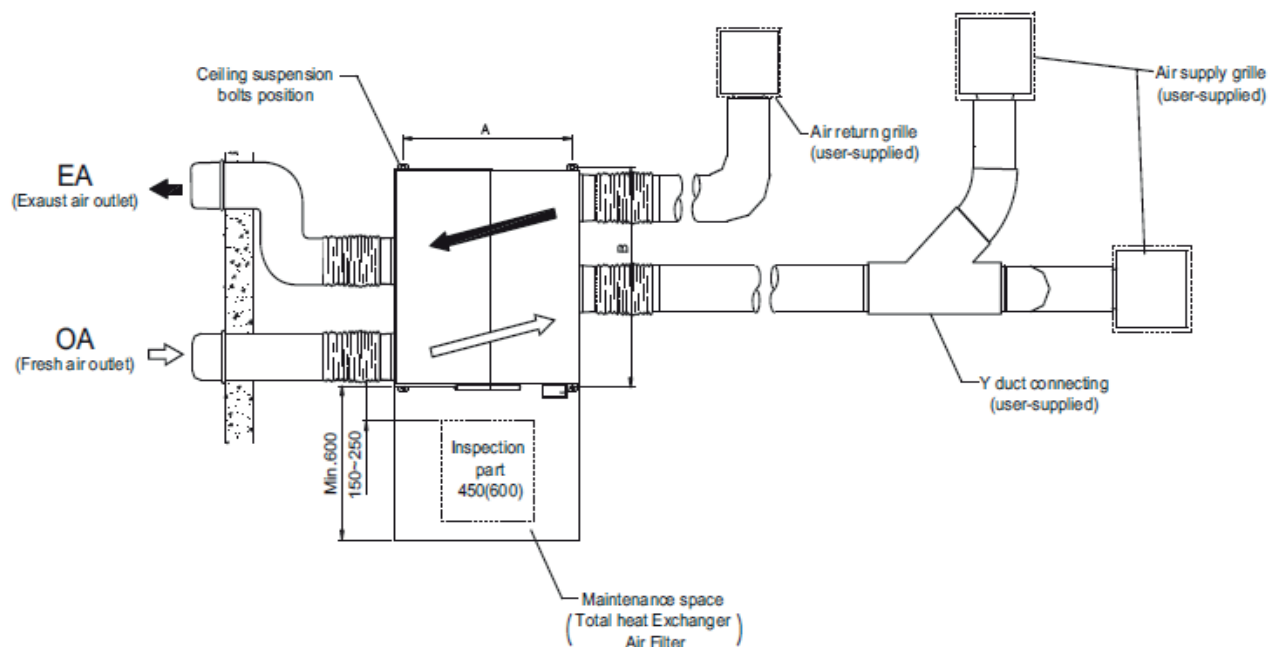 Ceiling suspension
bolts position
A
Air supply grille
(user-supplied)
Air return grille
(user-supplied)
EA
(Exaust air outlet)
B
OA
(Fresh air outlet)
Y duct connecting
(user-supplied)
Min.600
150~250
Inspection
part
450(600)
Maintenance space
(Total heat Exchanger
Air Filter)